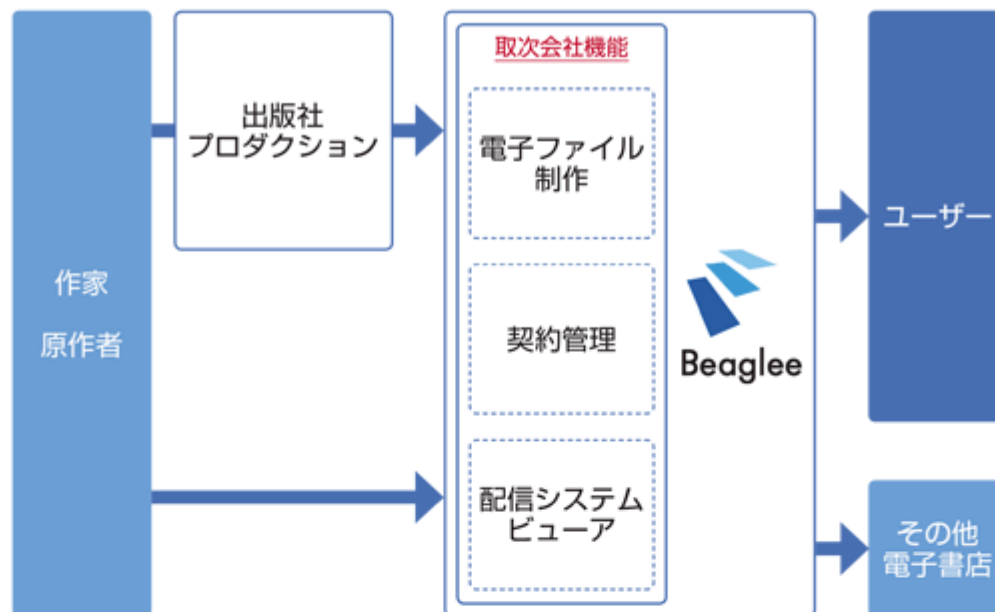 作家
原作者
出版社
プロダクション
取次会社機能
電子ファイル
制作
契約管理
配信システム
ビューア
Beaglee
ユーザー
その他
電子書店